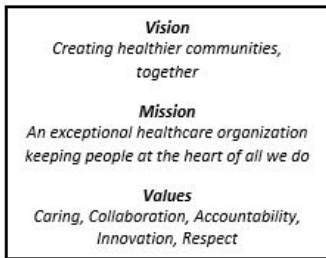 Vision
Creating healthier communities,
together
Mission
An exceptional healthcare organization
keeping people at the heart of all we do
Values
Caring, Collaboration, Accountability,
Innovation, Respect